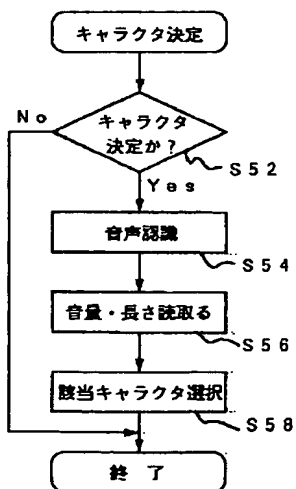 キャラクタ決定
No
キャラクタ
決定か?
S52
Yes
音声認識
S54
音量・長さ読取る
S56
該当キャラクタ選択
S58
終 了